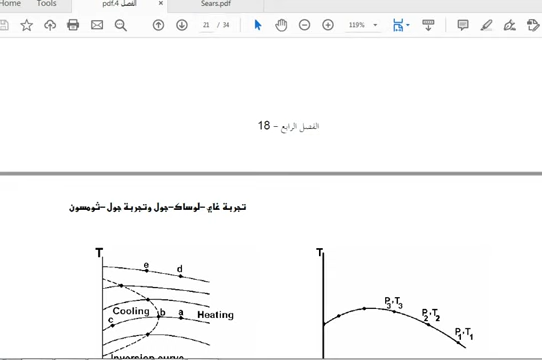 Home Tools فصل 4.pdf × Sears.pdf
21 / 34 119%
الفصل الرابع - 18
تجربة غاي-لوساك-جول وتجربة جول-ثومسون
T
e d
Cooling b a Heating
c
Inversion curve
T
P3,T3
P2,T2
P1,T1